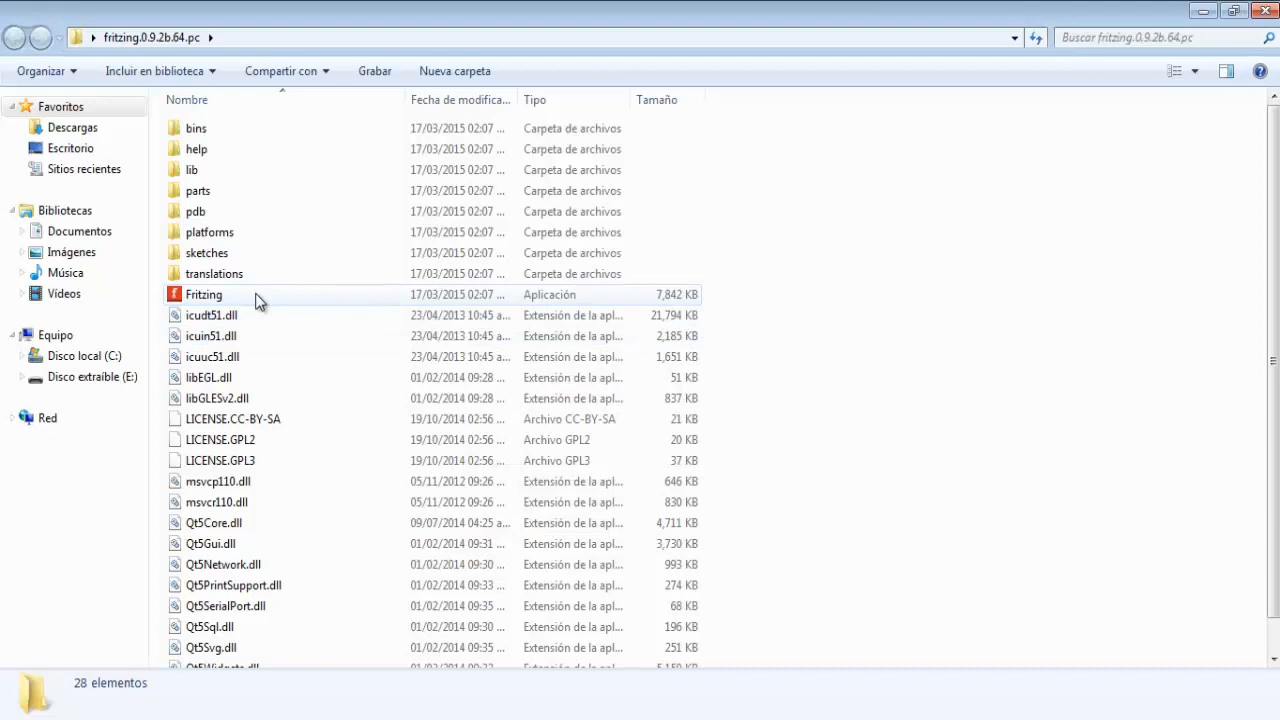 fritzing.0.9.2b.64.pc
Buscar fritzing.0.9.2b.64.pc
Organizar Incluir en biblioteca Compartir con Grabar Nueva carpeta
Favoritos
Descargas
Escritorio
Sitios recientes
Bibliotecas
Documentos
Imágenes
Música
Vídeos
Equipo
Disco local (C:)
Disco extraíble (E:)
Red
Nombre Fecha de modifica... Tipo Tamaño
bins 17/03/2015 02:07 ... Carpeta de archivos
help 17/03/2015 02:07 ... Carpeta de archivos
lib 17/03/2015 02:07 ... Carpeta de archivos
parts 17/03/2015 02:07 ... Carpeta de archivos
pdb 17/03/2015 02:07 ... Carpeta de archivos
platforms 17/03/2015 02:07 ... Carpeta de archivos
sketches 17/03/2015 02:07 ... Carpeta de archivos
translations 17/03/2015 02:07 ... Carpeta de archivos
Fritzing 17/03/2015 02:07 ... Aplicación 7,842 KB
icudt51.dll 23/04/2013 10:45 a... Extensión de la apl... 21,794 KB
icuin51.dll 23/04/2013 10:45 a... Extensión de la apl... 2,185 KB
icuuc51.dll 23/04/2013 10:45 a... Extensión de la apl... 1,651 KB
libEGL.dll 01/02/2014 09:28 ... Extensión de la apl... 51 KB
libGLESv2.dll 01/02/2014 09:28 ... Extensión de la apl... 837 KB
LICENSE.CC-BY-SA 19/10/2014 02:56 ... Archivo CC-BY-SA 21 KB
LICENSE.GPL2 19/10/2014 02:56 ... Archivo GPL2 20 KB
LICENSE.GPL3 19/10/2014 02:56 ... Archivo GPL3 37 KB
msvcp110.dll 05/11/2012 09:26 ... Extensión de la apl... 646 KB
msvcr110.dll 05/11/2012 09:26 ... Extensión de la apl... 830 KB
Qt5Core.dll 09/07/2014 04:25 a... Extensión de la apl... 4,711 KB
Qt5Gui.dll 01/02/2014 09:31 ... Extensión de la apl... 3,730 KB
Qt5Network.dll 01/02/2014 09:30 ... Extensión de la apl... 993 KB
Qt5PrintSupport.dll 01/02/2014 09:33 ... Extensión de la apl... 274 KB
Qt5SerialPort.dll 01/02/2014 09:35 ... Extensión de la apl... 68 KB
Qt5Sql.dll 01/02/2014 09:30 ... Extensión de la apl... 196 KB
Qt5Svg.dll 01/02/2014 09:35 ... Extensión de la apl... 251 KB
28 elementos